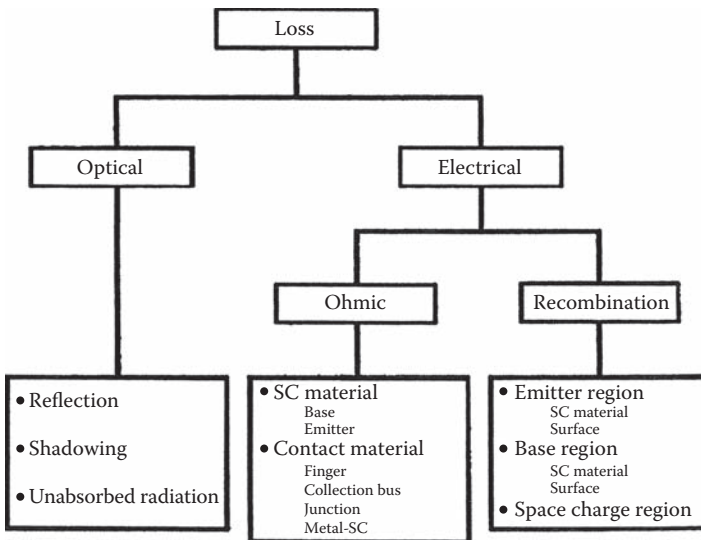 Loss
Optical
Electrical
Ohmic
Recombination
• Reflection
• Shadowing
• Unabsorbed radiation
• SC material
Base
Emitter
• Contact material
Finger
Collection bus
Junction
Metal-SC
• Emitter region
SC material
Surface
• Base region
SC material
Surface
• Space charge region